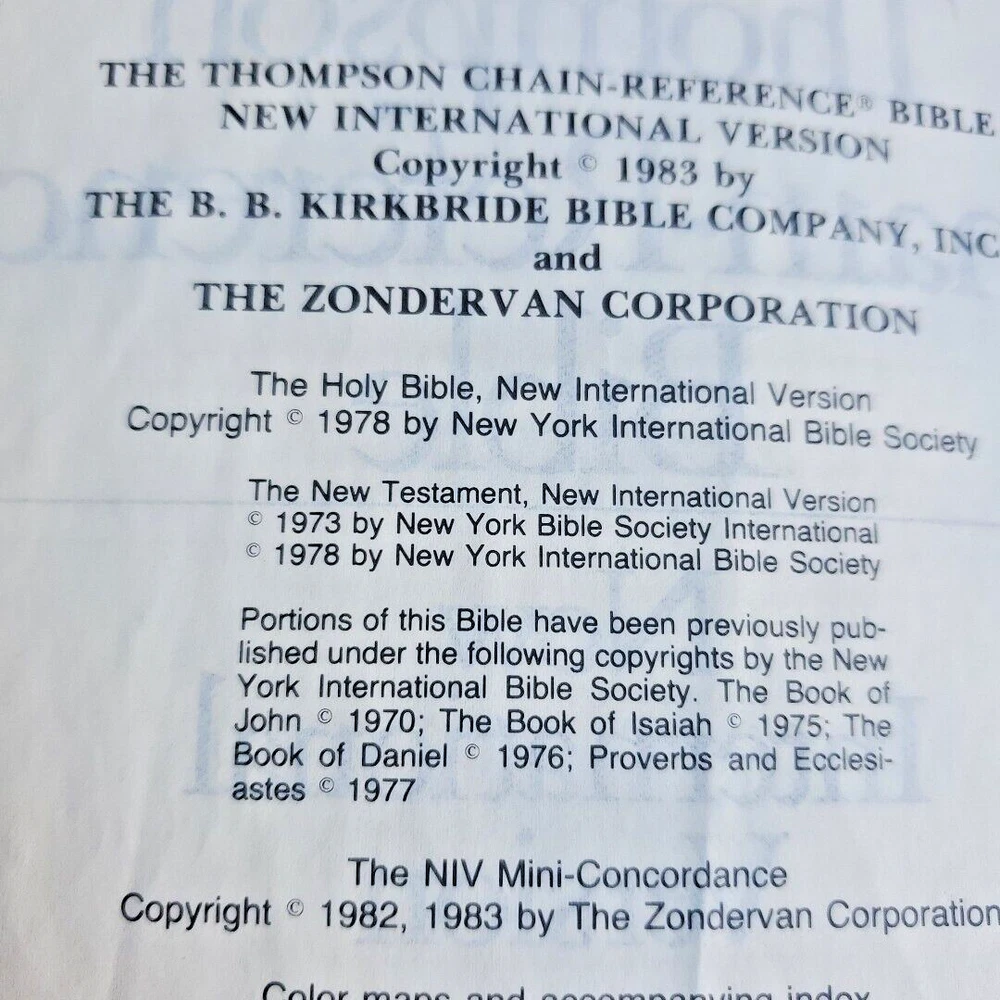 THE THOMPSON CHAIN-REFERENCE® BIBLE
NEW INTERNATIONAL VERSION
Copyright © 1983 by
THE B. B. KIRKBRIDE BIBLE COMPANY, INC
and
THE ZONDERVAN CORPORATION
The Holy Bible, New International Version
Copyright © 1978 by New York International Bible Society
The New Testament, New International Version
© 1973 by New York Bible Society International
© 1978 by New York International Bible Society
Portions of this Bible have been previously pub-
lished under the following copyrights by the New
York International Bible Society. The Book of
John © 1970; The Book of Isaiah © 1975; The
Book of Daniel © 1976; Proverbs and Ecclesi-
astes © 1977
The NIV Mini-Concordance
Copyright © 1982, 1983 by The Zondervan Corporation
Color maps and accompanying index